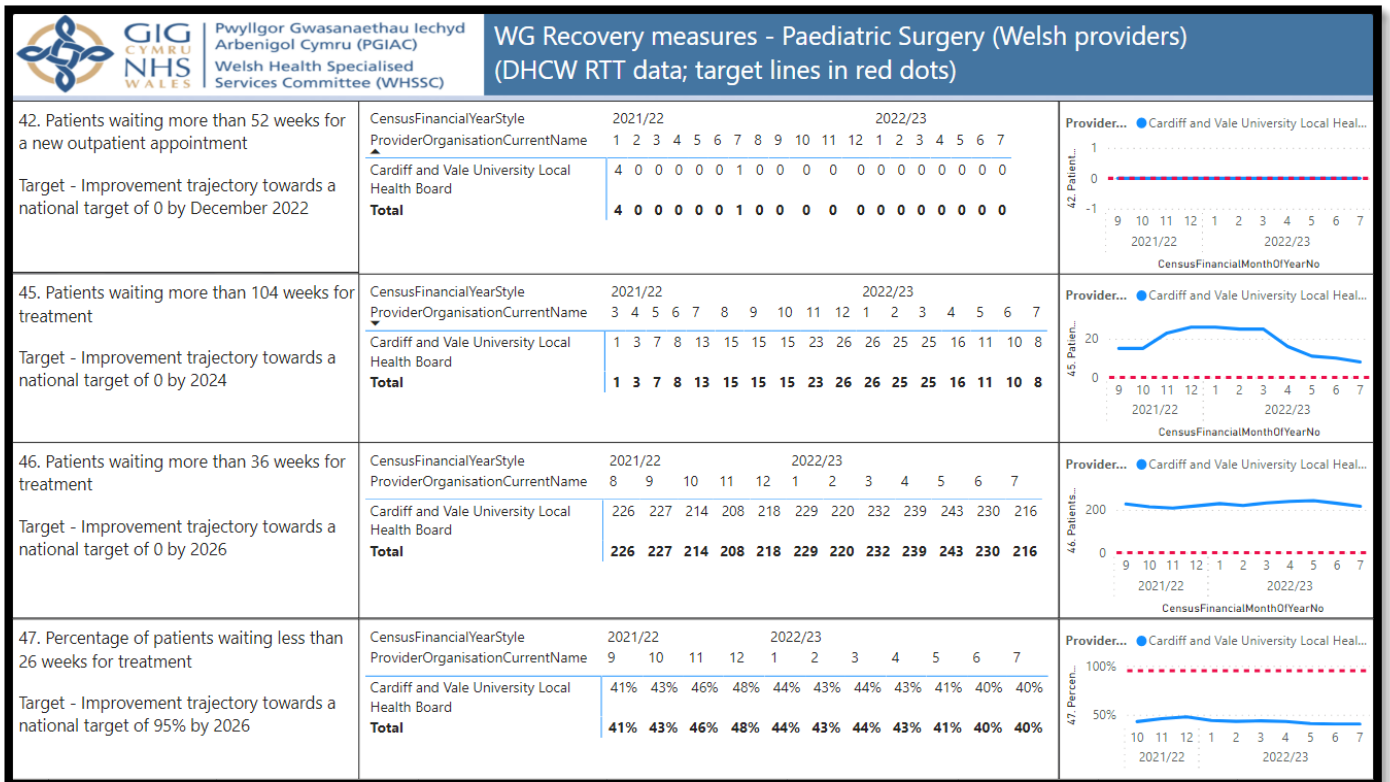 GIG
CYMRU
NHS
WALES
Pwyllgor Gwasanaethau Iechyd
Arbenigol Cymru (PGIAC)
Welsh Health Specialised
Services Committee (WHSSC)
WG Recovery measures - Paediatric Surgery (Welsh providers)
(DHCW RTT data; target lines in red dots)
42. Patients waiting more than 52 weeks for
a new outpatient appointment
Target - Improvement trajectory towards a
national target of 0 by December 2022
CensusFinancialYearStyle 2021/22 2022/23
ProviderOrganisationCurrentName 1 2 3 4 5 6 7 8 9 10 11 12 1 2 3 4 5 6 7
Cardiff and Vale University Local 4 0 0 0 0 0 1 0 0 0 0 0 0 0 0 0 0 0 0
Health Board
Total 4 0 0 0 0 0 1 0 0 0 0 0 0 0 0 0 0 0 0
Provider... Cardiff and Vale University Local Heal...
42. Patient...
1
0
-1
9 10 11 12 1 2 3 4 5 6 7
2021/22 2022/23
CensusFinancialMonthOfYearNo
45. Patients waiting more than 104 weeks for
treatment
Target - Improvement trajectory towards a
national target of 0 by 2024
CensusFinancialYearStyle 2021/22 2022/23
ProviderOrganisationCurrentName 3 4 5 6 7 8 9 10 11 12 1 2 3 4 5 6 7
Cardiff and Vale University Local 1 3 7 8 13 15 15 15 23 26 26 25 25 16 11 10 8
Health Board
Total 1 3 7 8 13 15 15 15 23 26 26 25 25 16 11 10 8
Provider... Cardiff and Vale University Local Heal...
45. Patien...
20
0
9 10 11 12 1 2 3 4 5 6 7
2021/22 2022/23
CensusFinancialMonthOfYearNo
46. Patients waiting more than 36 weeks for
treatment
Target - Improvement trajectory towards a
national target of 0 by 2026
CensusFinancialYearStyle 2021/22 2022/23
ProviderOrganisationCurrentName 8 9 10 11 12 1 2 3 4 5 6 7
Cardiff and Vale University Local 226 227 214 208 218 229 220 232 239 243 230 216
Health Board
Total 226 227 214 208 218 229 220 232 239 243 230 216
Provider... Cardiff and Vale University Local Heal...
46. Patients...
200
0
9 10 11 12 1 2 3 4 5 6 7
2021/22 2022/23
CensusFinancialMonthOfYearNo
47. Percentage of patients waiting less than
26 weeks for treatment
Target - Improvement trajectory towards a
national target of 95% by 2026
CensusFinancialYearStyle 2021/22 2022/23
ProviderOrganisationCurrentName 9 10 11 12 1 2 3 4 5 6 7
Cardiff and Vale University Local 41% 43% 46% 48% 44% 43% 44% 43% 41% 40% 40%
Health Board
Total 41% 43% 46% 48% 44% 43% 44% 43% 41% 40% 40%
Provider... Cardiff and Vale University Local Heal...
47. Percen...
100%
50%
10 11 12 1 2 3 4 5 6 7
2021/22 2022/23